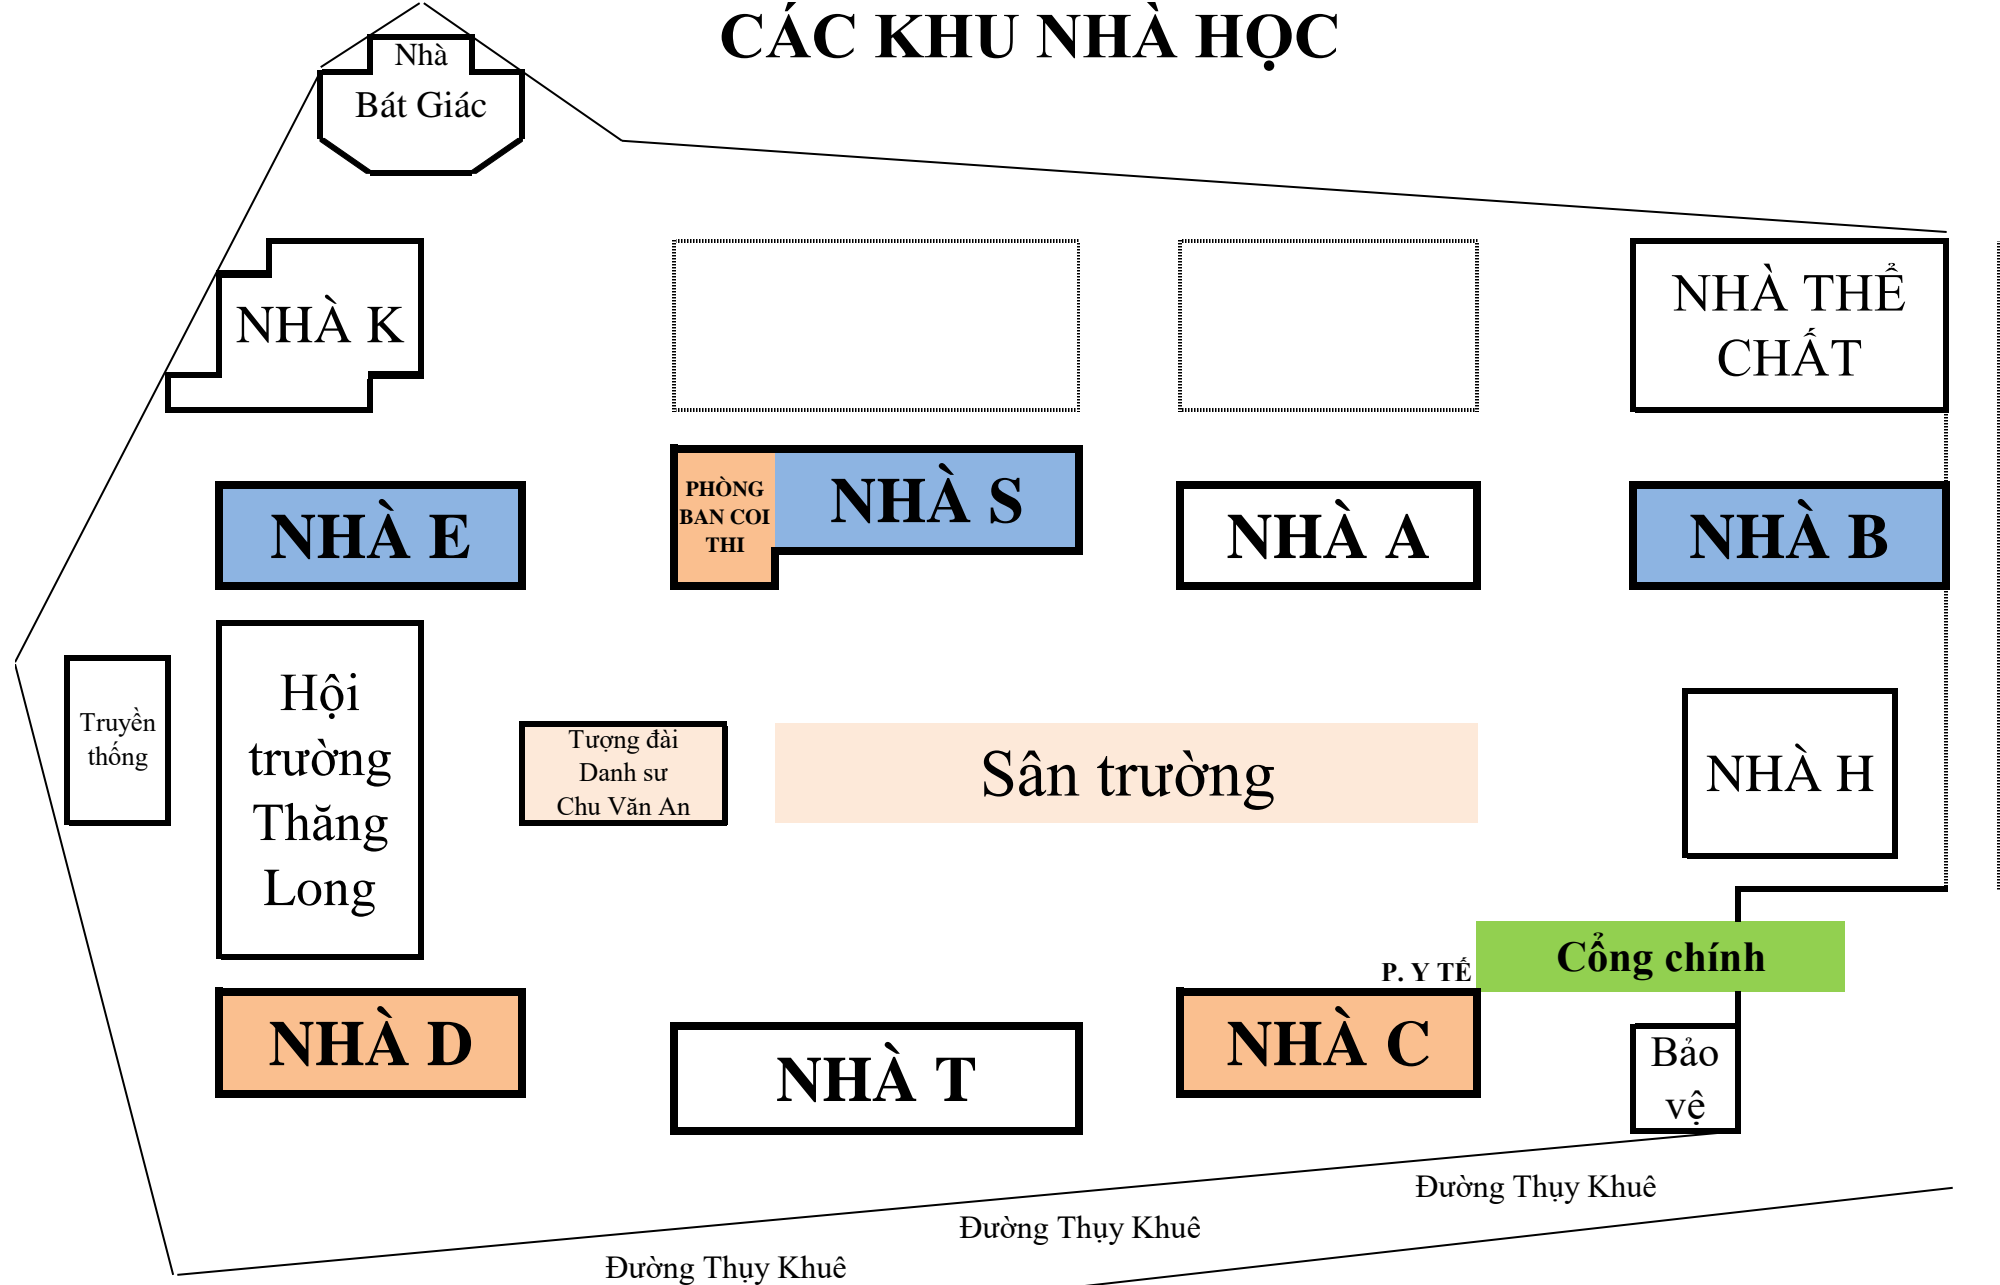 CÁC KHU NHÀ HỌC
Nhà
Bát Giác
NHÀ K
NHÀ THỂ
CHẤT
NHÀ E
PHÒNG
BAN COI
THI
NHÀ S
NHÀ A
NHÀ B
Truyền
thống
Hội
trường
Thăng
Long
Tượng đài
Danh sư
Chu Văn An
Sân trường
NHÀ H
P. Y TẾ
Cổng chính
NHÀ D
NHÀ T
NHÀ C
Bảo
vệ
Đường Thụy Khuê
Đường Thụy Khuê
Đường Thụy Khuê